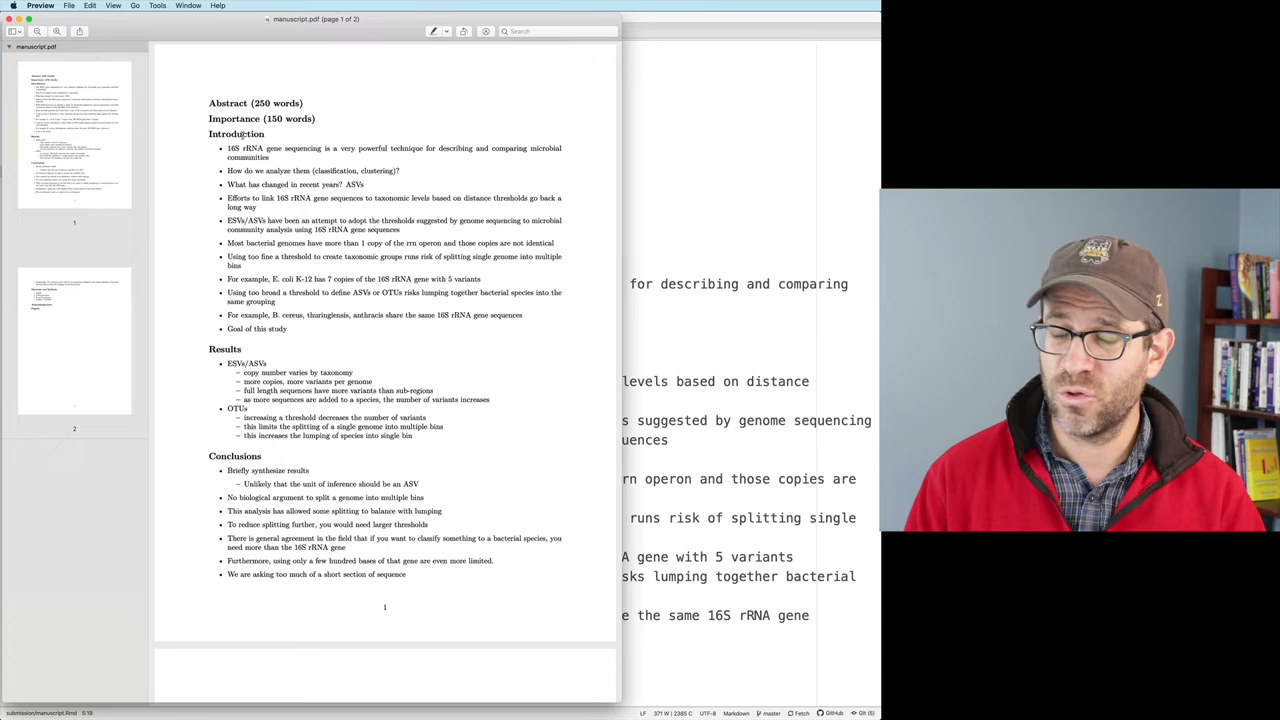 Preview File Edit View Go Tools Window Help
manuscript.pdf (page 1 of 2)
Search
manuscript.pdf
1
2
Abstract (250 words)
Importance (150 words)
Introduction
• 16S rRNA gene sequencing is a very powerful technique for describing and comparing microbial
communities
• How do we analyze them (classification, clustering)?
What has changed in recent years? ASVs
• Efforts to link 16S rRNA gene sequences to taxonomic levels based on distance thresholds go back a
long way
• ESVs/ASVs have been an attempt to adopt the thresholds suggested by genome sequencing to microbial
community analysis using 16S rRNA gene sequences
• Most bacterial genomes have more than 1 copy of the rrn operon and those copies are not identical
• Using too fine a threshold to create taxonomic groups runs risk of splitting single genome into multiple
bins
• For example, E. coli K-12 has 7 copies of the 16S rRNA gene with 5 variants
• Using too broad a threshold to define ASVs or OTUs risks lumping together bacterial species into the
same grouping
• For example, B. cereus, thuringiensis, anthracis share the same 16S rRNA gene sequences
• Goal of this study
Results
• ESVs/ASVs
– copy number varies by taxonomy
– more copies, more variants per genome
– full length sequences have more variants than sub-regions
– as more sequences are added to a species, the number of variants increases
• OTUs
– increasing a threshold decreases the number of variants
– this limits the splitting of a single genome into multiple bins
– this increases the lumping of species into single bin
Conclusions
• Briefly synthesize results
– Unlikely that the unit of inference should be an ASV
• No biological argument to split a genome into multiple bins
• This analysis has allowed some splitting to balance with lumping
• To reduce splitting further, you would need larger thresholds
• There is general agreement in the field that if you want to classify something to a bacterial species, you
need more than the 16S rRNA gene
• Furthermore, using only a few hundred bases of that gene are even more limited.
• We are asking too much of a short section of sequence
1
for describing and comparing
levels based on distance
s suggested by genome sequencing
uences
rn operon and those copies are
runs risk of splitting single
A gene with 5 variants
sks lumping together bacterial
e the same 16S rRNA gene
submission/manuscript.Rmd 5:19
LF 371 W | 2385 C UTF-8 Markdown master Fetch GitHub Git (5)